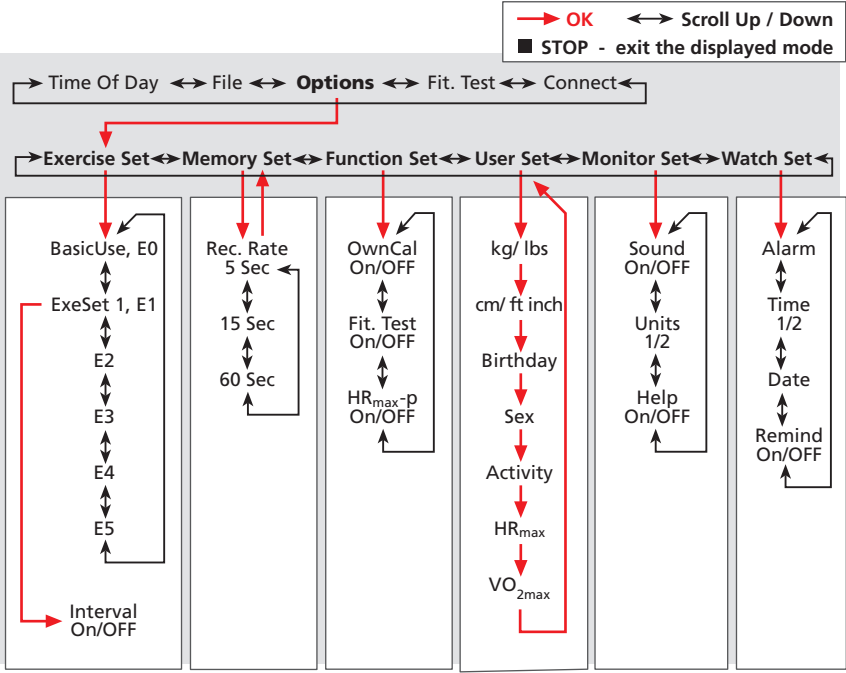 OK Scroll Up / Down
STOP - exit the displayed mode
Time Of Day File Options Fit. Test Connect
Exercise Set Memory Set Function Set User Set Monitor Set Watch Set
BasicUse, E0
ExeSet 1, E1
E2
E3
E4
E5
Interval
On/OFF
Rec. Rate
5 Sec
15 Sec
60 Sec
OwnCal
On/OFF
Fit. Test
On/OFF
HRmax-p
On/OFF
kg/ lbs
cm/ ft inch
Birthday
Sex
Activity
HRmax
VO2max
Sound
On/OFF
Units
1/2
Help
On/OFF
Alarm
Time
1/2
Date
Remind
On/OFF